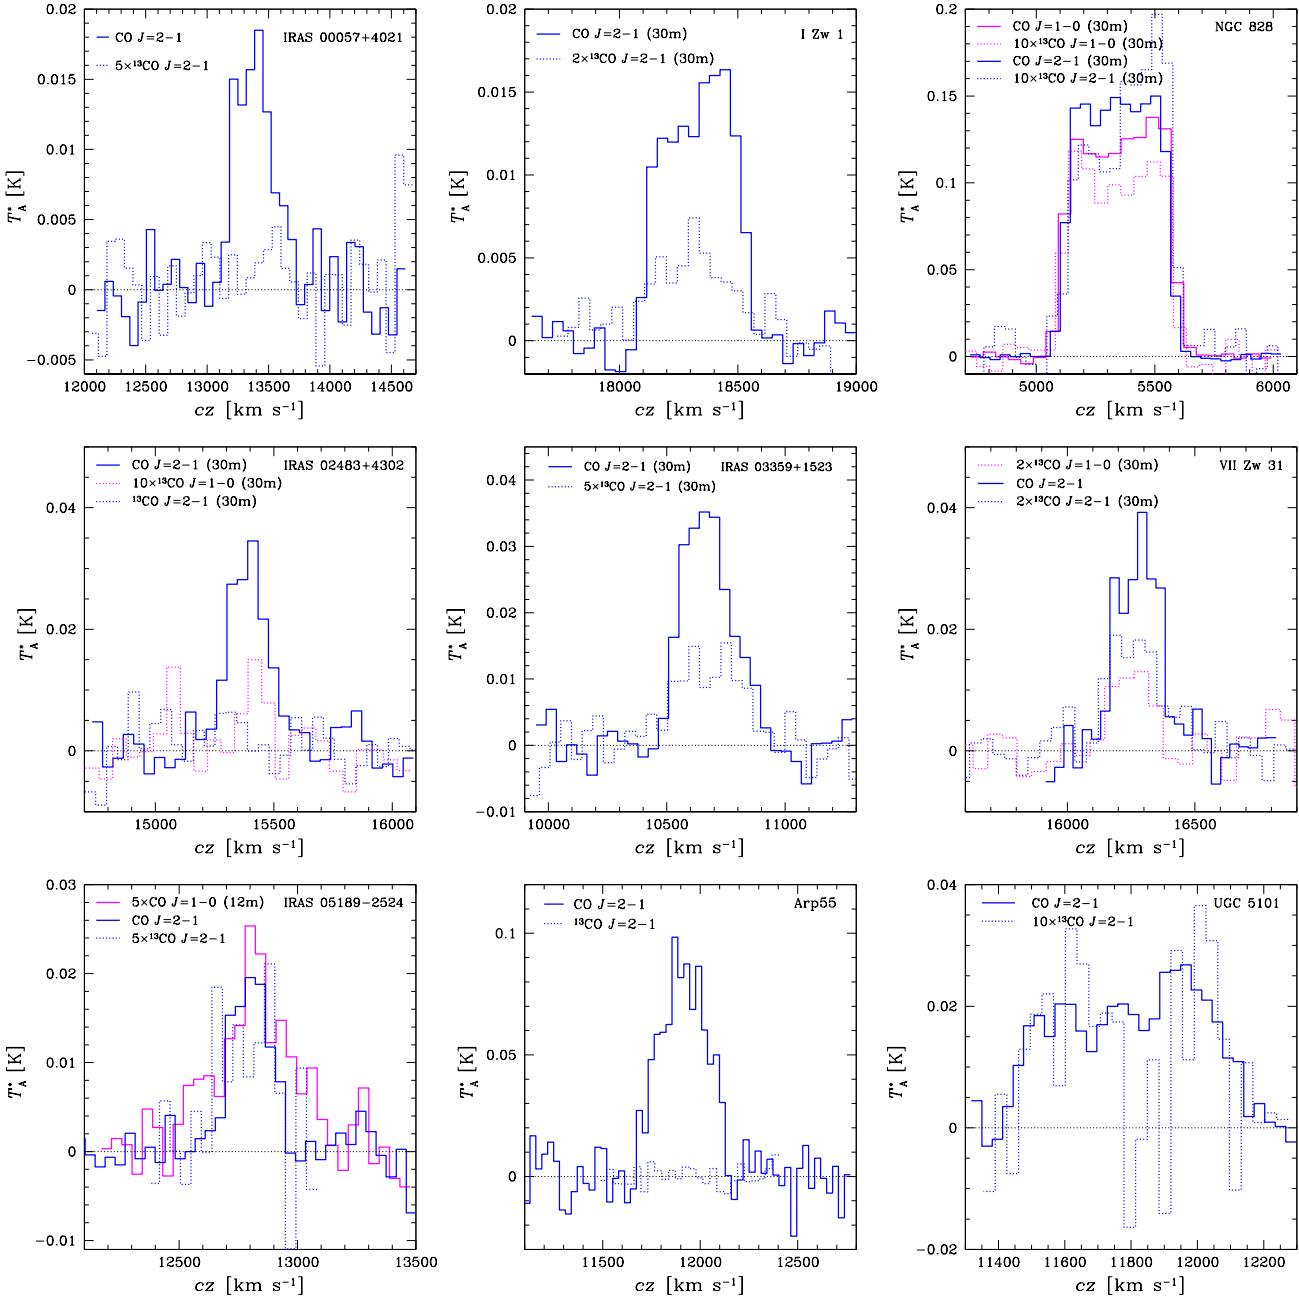 CO J=2−1 IRAS 00057+4021
5×¹³CO J=2−1
0.02
0.015
0.01
0.005
0
−0.005
T*A [K]
12000 12500 13000 13500 14000 14500
cz [km s⁻¹]
CO J=2−1 (30m) I Zw 1
2×¹³CO J=2−1 (30m)
0.02
0.015
0.01
0.005
0
T*A [K]
18000 18500 19000
cz [km s⁻¹]
CO J=1−0 (30m) NGC 828
10×¹³CO J=1−0 (30m)
CO J=2−1 (30m)
10×¹³CO J=2−1 (30m)
0.2
0.15
0.1
0.05
0
T*A [K]
5000 5500 6000
cz [km s⁻¹]
CO J=2−1 (30m) IRAS 02483+4302
10×¹³CO J=1−0 (30m)
¹³CO J=2−1 (30m)
0.04
0.02
0
T*A [K]
15000 15500 16000
cz [km s⁻¹]
CO J=2−1 (30m) IRAS 03359+1523
5×¹³CO J=2−1 (30m)
0.04
0.03
0.02
0.01
0
−0.01
T*A [K]
10000 10500 11000
cz [km s⁻¹]
2×¹³CO J=1−0 (30m) VII Zw 31
CO J=2−1
2×¹³CO J=2−1 (30m)
0.04
0.02
0
T*A [K]
16000 16500
cz [km s⁻¹]
5×CO J=1−0 (12m) IRAS 05189−2524
CO J=2−1
5×¹³CO J=2−1
0.03
0.02
0.01
0
−0.01
T*A [K]
12500 13000 13500
cz [km s⁻¹]
CO J=2−1 Arp55
¹³CO J=2−1
0.1
0.05
0
T*A [K]
11500 12000 12500
cz [km s⁻¹]
CO J=2−1 UGC 5101
10×¹³CO J=2−1
0.04
0.02
0
−0.02
T*A [K]
11400 11600 11800 12000 12200
cz [km s⁻¹]